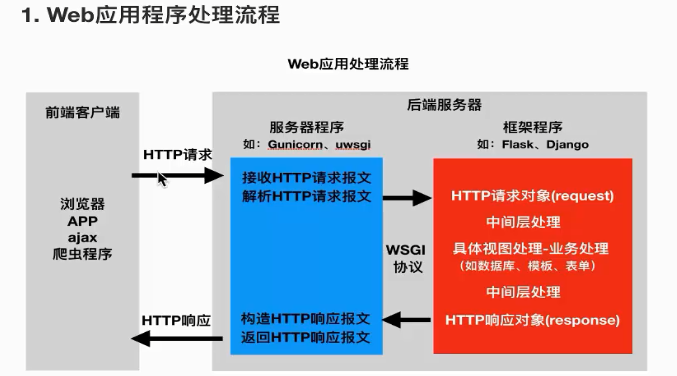 1. Web应用程序处理流程
Web应用处理流程
前端客户端
后端服务器
服务器程序
如：Gunicorn、uwsgi
框架程序
如：Flask、Django
HTTP请求
浏览器
APP
ajax
爬虫程序
HTTP响应
接收HTTP请求报文
解析HTTP请求报文
构造HTTP响应报文
返回HTTP响应报文
WSGI
协议
HTTP请求对象(request)
中间层处理
具体视图处理-业务处理
（如数据库、模板、表单）
中间层处理
HTTP响应对象(response)